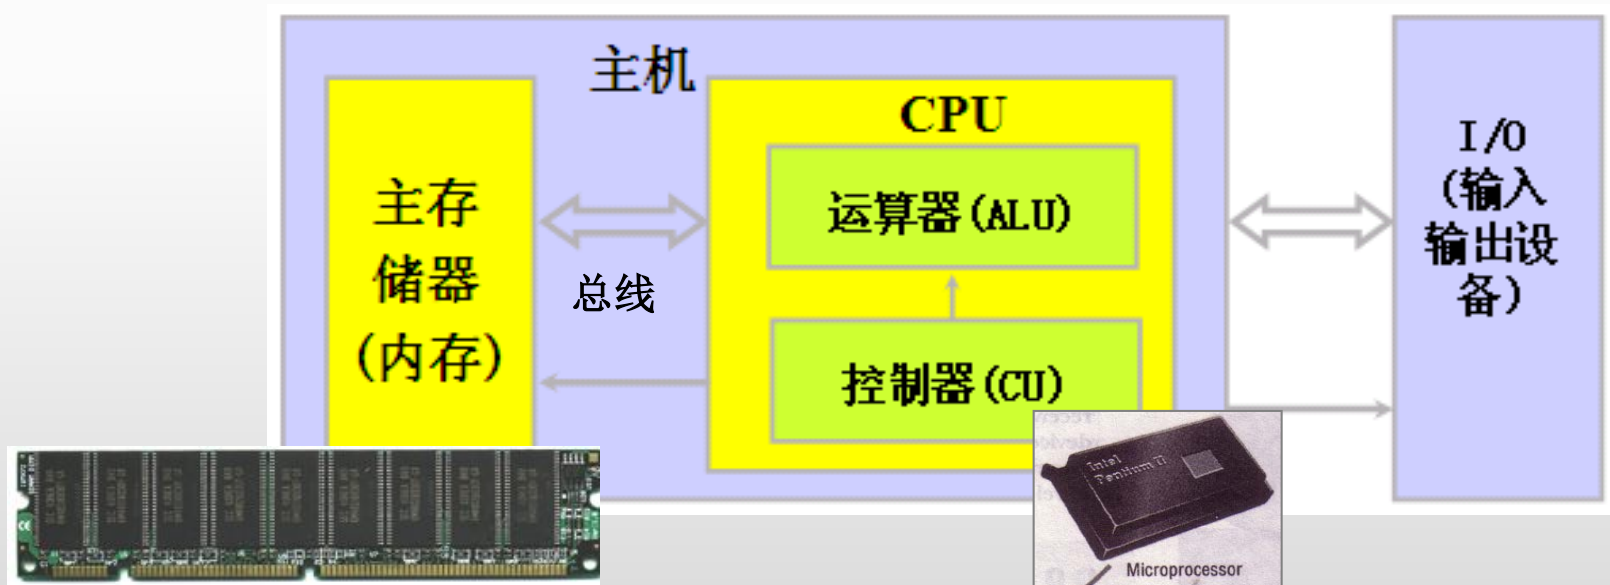 主机
主存
储器
(内存)
总线
CPU
运算器(ALU)
控制器(CU)
I/O
(输入
输出设
备)
Intel
Pentium II
Microprocessor